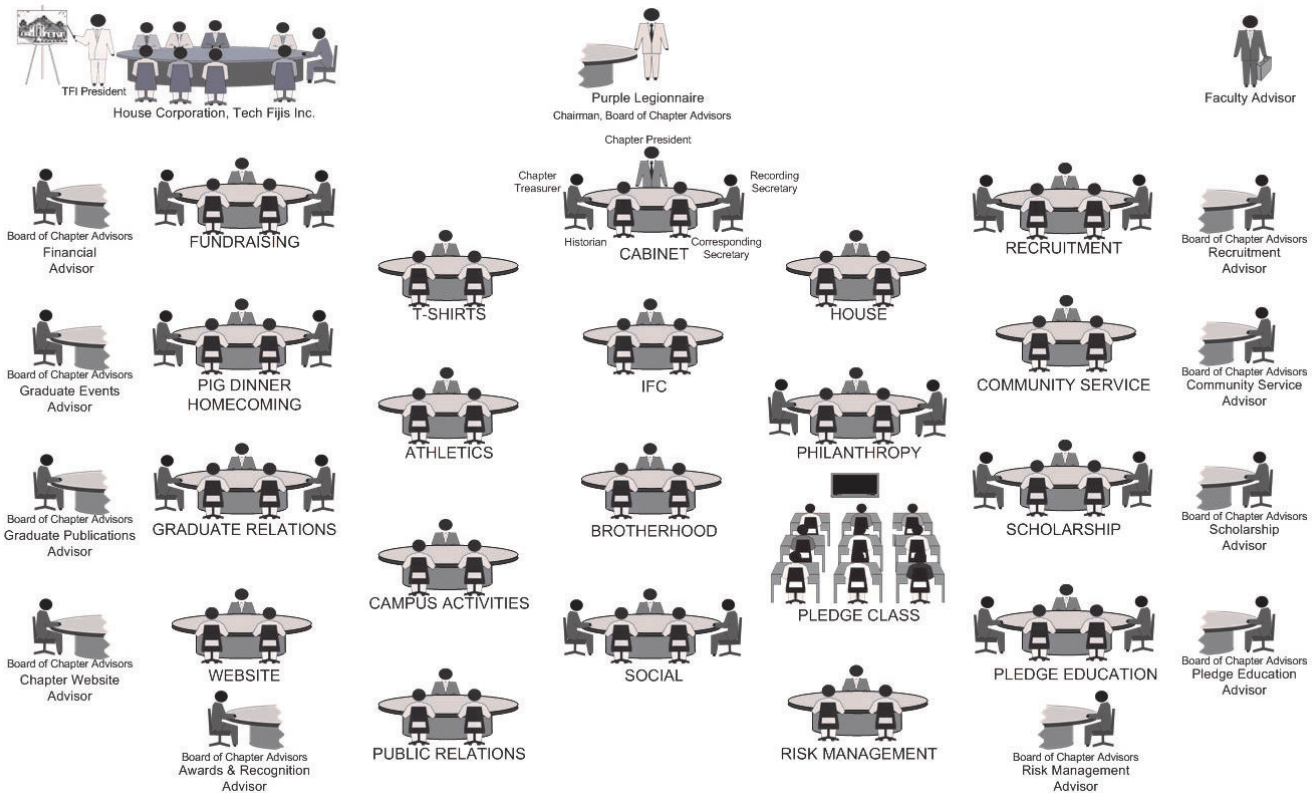 TFI President
House Corporation, Tech Fijis Inc.
Purple Legionnaire
Chairman, Board of Chapter Advisors
Faculty Advisor
Chapter President
Chapter
Treasurer
Recording
Secretary
Historian
Corresponding
Secretary
CABINET
Board of Chapter Advisors
Financial
Advisor
FUNDRAISING
T-SHIRTS
HOUSE
RECRUITMENT
Board of Chapter Advisors
Recruitment
Advisor
Board of Chapter Advisors
Graduate Events
Advisor
PIG DINNER
HOMECOMING
ATHLETICS
IFC
PHILANTHROPY
COMMUNITY SERVICE
Board of Chapter Advisors
Community Service
Advisor
Board of Chapter Advisors
Graduate Publications
Advisor
GRADUATE RELATIONS
CAMPUS ACTIVITIES
BROTHERHOOD
PLEDGE CLASS
SCHOLARSHIP
Board of Chapter Advisors
Scholarship
Advisor
Board of Chapter Advisors
Chapter Website
Advisor
WEBSITE
SOCIAL
PLEDGE EDUCATION
Board of Chapter Advisors
Pledge Education
Advisor
Board of Chapter Advisors
Awards & Recognition
Advisor
PUBLIC RELATIONS
RISK MANAGEMENT
Board of Chapter Advisors
Risk Management
Advisor